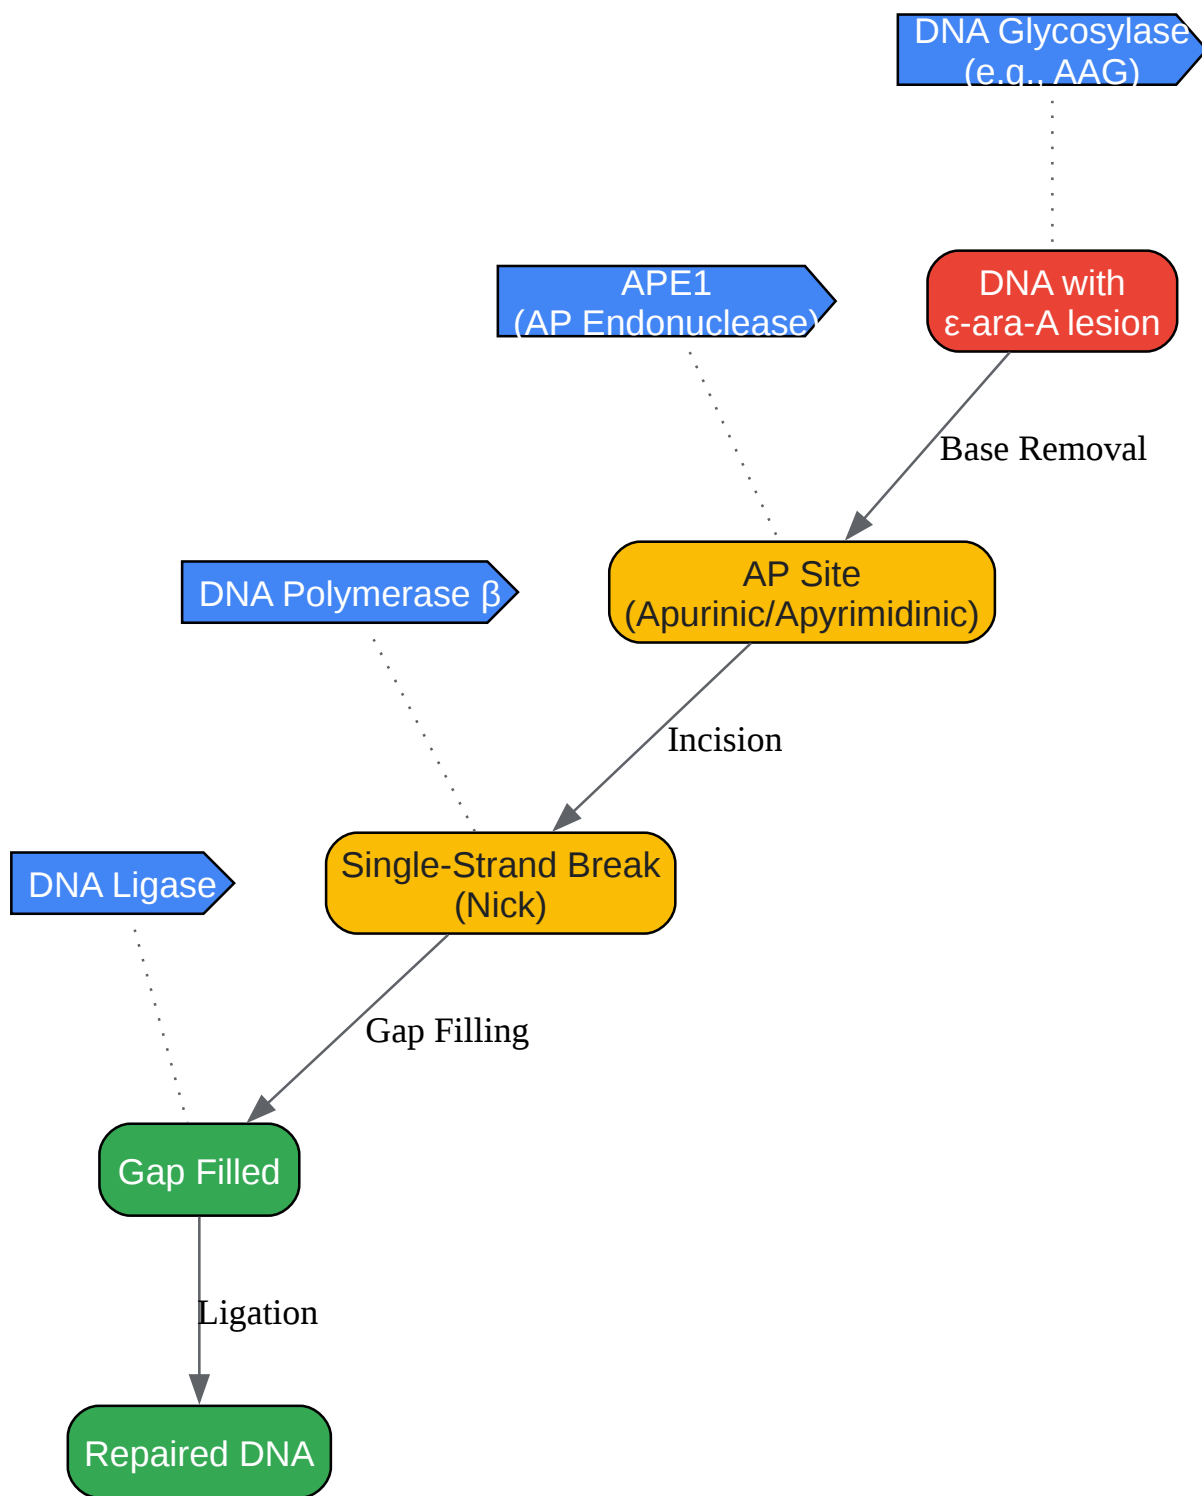 DNA Glycosylase
(e.g., AAG)
APE1
(AP Endonuclease)
DNA with
ε-ara-A lesion
Base Removal
DNA Polymerase β
AP Site
(Apurinic/Apyrimidinic)
Incision
DNA Ligase
Single-Strand Break
(Nick)
Gap Filling
Gap Filled
Ligation
Repaired DNA